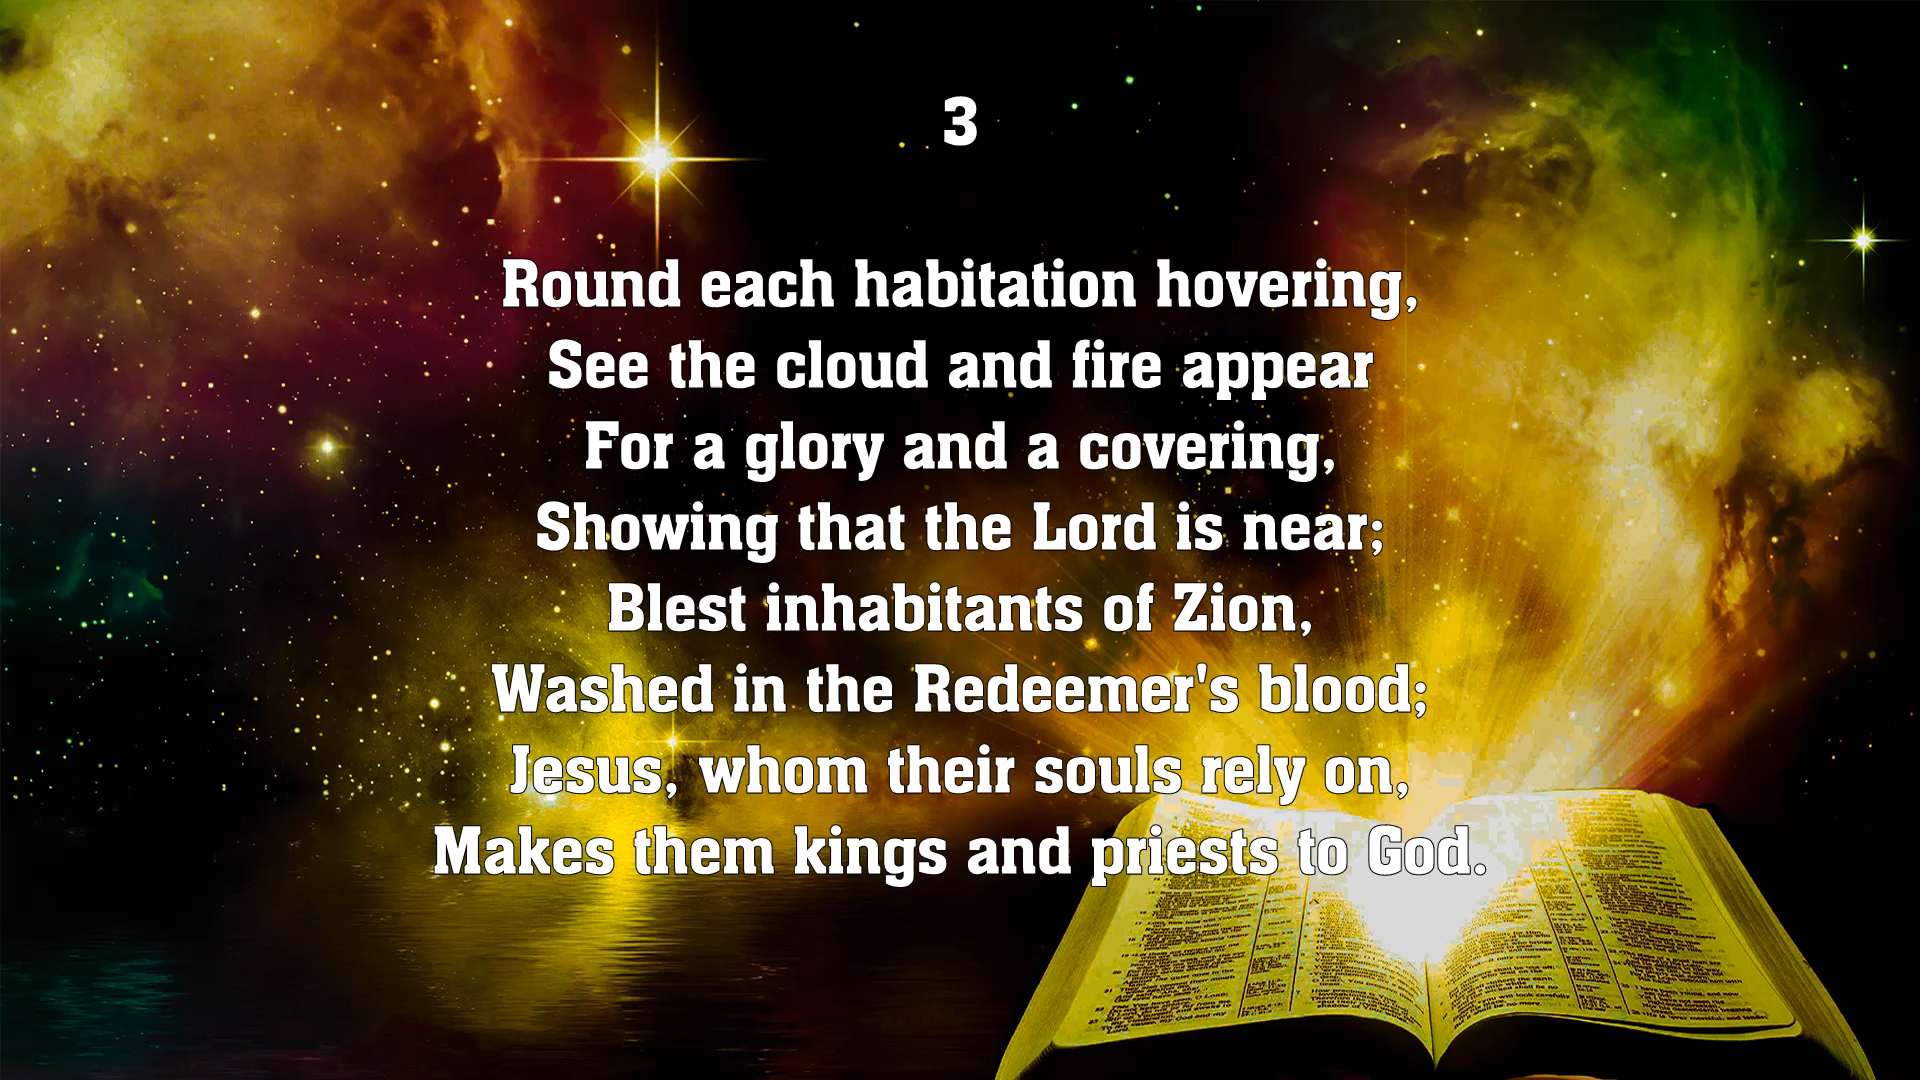 3
Round each habitation hovering,
See the cloud and fire appear
For a glory and a covering,
Showing that the Lord is near;
Blest inhabitants of Zion,
Washed in the Redeemer's blood;
Jesus, whom their souls rely on,
Makes them kings and priests to God.